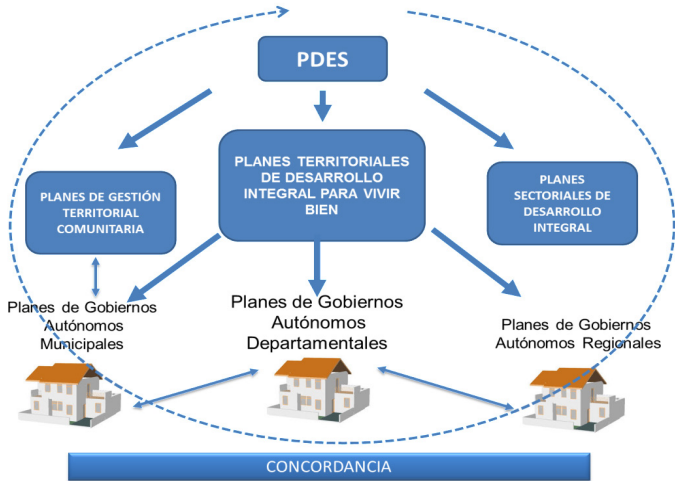 PDES
PLANES DE GESTIÓN
TERRITORIAL
COMUNITARIA
PLANES TERRITORIALES
DE DESARROLLO
INTEGRAL PARA VIVIR
BIEN
PLANES
SECTORIALES DE
DESARROLLO
INTEGRAL
Planes de Gobiernos
Autónomos
Municipales
Planes de Gobiernos
Autónomos
Departamentales
Planes de Gobiernos
Autónomos Regionales
CONCORDANCIA